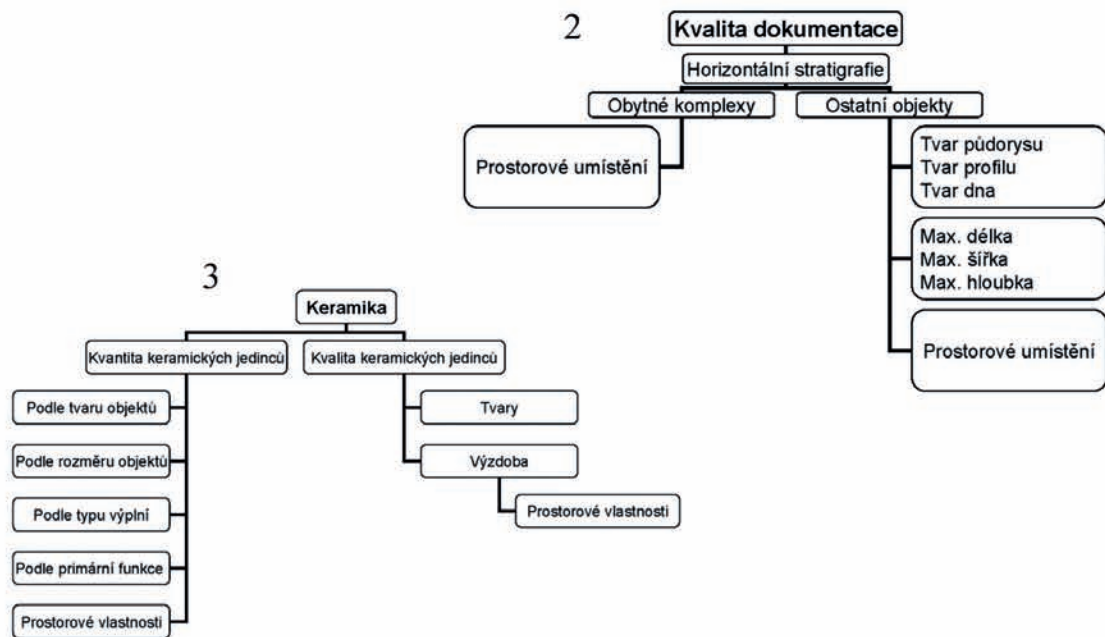 2
Kvalita dokumentace
Horizontální stratigrafie
Obytné komplexy
Prostorové umístění
Ostatní objekty
Tvar půdorysu
Tvar profilu
Tvar dna
Max. délka
Max. šířka
Max. hloubka
Prostorové umístění
3
Keramika
Kvantita keramických jedinců
Podle tvaru objektů
Podle rozměru objektů
Podle typu výplní
Podle primární funkce
Prostorové vlastnosti
Kvalita keramických jedinců
Tvary
Výzdoba
Prostorové vlastnosti